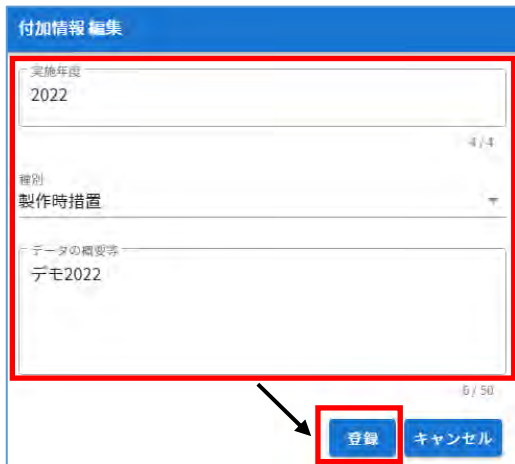 付加情報 編集
実施年度
2022
4/4
種別
製作時措置
データの概要等
デモ2022
6/50
登録
キャンセル